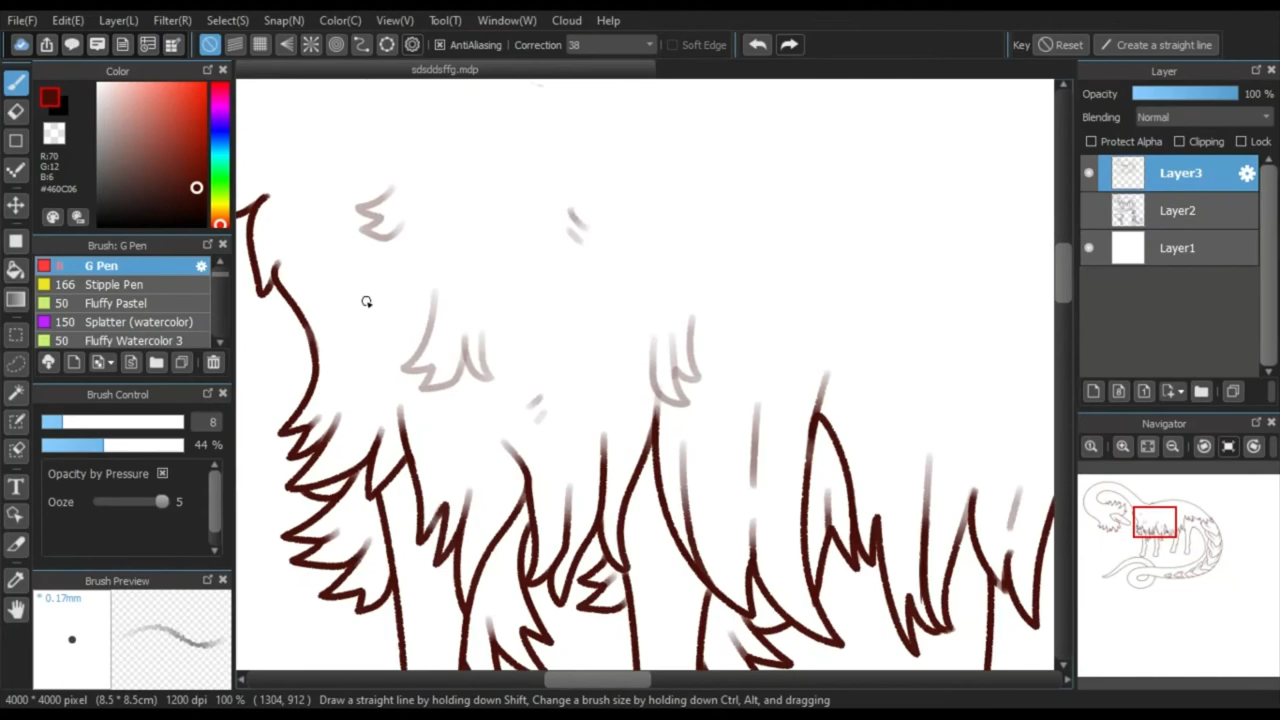 File(F) Edit(E) Layer(L) Filter(R) Select(S) Snap(N) Color(C) View(V) Tool(T) Window(W) Cloud Help
AntiAliasing Correction 38 Soft Edge Key Reset Create a straight line
sdsddsffg.mdp
Color
R:70
G:12
B:6
#460C06
Brush: G Pen
8 G Pen
166 Stipple Pen
50 Fluffy Pastel
150 Splatter (watercolor)
50 Fluffy Watercolor 3
Brush Control
8
44 %
Opacity by Pressure
Ooze 5
Brush Preview
* 0.17mm
Layer
Opacity 100 %
Blending Normal
Protect Alpha Clipping Lock
Layer3
Layer2
Layer1
Navigator
4000 * 4000 pixel (8.5 * 8.5cm) 1200 dpi 100 % ( 1304, 912 ) Draw a straight line by holding down Shift, Change a brush size by holding down Ctrl, Alt, and dragging